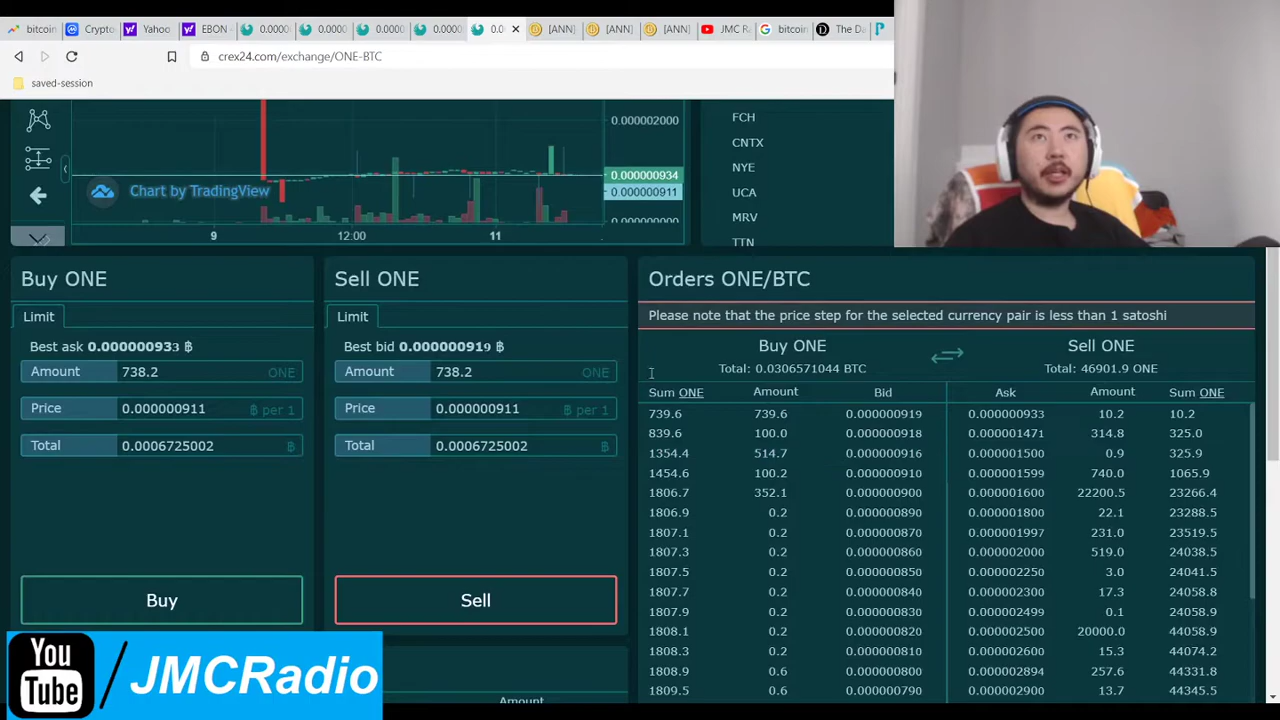 bitcoin
Crypto
Yahoo
EBON
0.0000
0.0000
0.0000
0.0000
0.0
[ANN]
[ANN]
[ANN]
JMC R
bitcoin
The Da
crex24.com/exchange/ONE-BTC
saved-session
0.000002000
0.000000934
0.000000911
0.000000000
Chart by TradingView
9 12:00 11
FCH
CNTX
NYE
UCA
MRV
TTN
Buy ONE
Limit
Best ask 0.000000933 ฿
Amount 738.2 ONE
Price 0.000000911 ฿ per 1
Total 0.0006725002 ฿
Buy
Sell ONE
Limit
Best bid 0.000000919 ฿
Amount 738.2 ONE
Price 0.000000911 ฿ per 1
Total 0.0006725002 ฿
Sell
Orders ONE/BTC
Please note that the price step for the selected currency pair is less than 1 satoshi
Buy ONE Sell ONE
Total: 0.0306571044 BTC Total: 46901.9 ONE
Sum ONE Amount Bid Ask Amount Sum ONE
739.6 739.6 0.000000919 0.000000933 10.2 10.2
839.6 100.0 0.000000918 0.000001471 314.8 325.0
1354.4 514.7 0.000000916 0.000001500 0.9 325.9
1454.6 100.2 0.000000910 0.000001599 740.0 1065.9
1806.7 352.1 0.000000900 0.000001600 22200.5 23266.4
1806.9 0.2 0.000000890 0.000001800 22.1 23288.5
1807.1 0.2 0.000000870 0.000001997 231.0 23519.5
1807.3 0.2 0.000000860 0.000002000 519.0 24038.5
1807.5 0.2 0.000000850 0.000002250 3.0 24041.5
1807.7 0.2 0.000000840 0.000002300 17.3 24058.8
1807.9 0.2 0.000000830 0.000002499 0.1 24058.9
1808.1 0.2 0.000000820 0.000002500 20000.0 44058.9
1808.3 0.2 0.000000810 0.000002600 15.3 44074.2
1808.9 0.6 0.000000800 0.000002894 257.6 44331.8
1809.5 0.6 0.000000790 0.000002900 13.7 44345.5
Amount
You
Tube
/JMCRadio